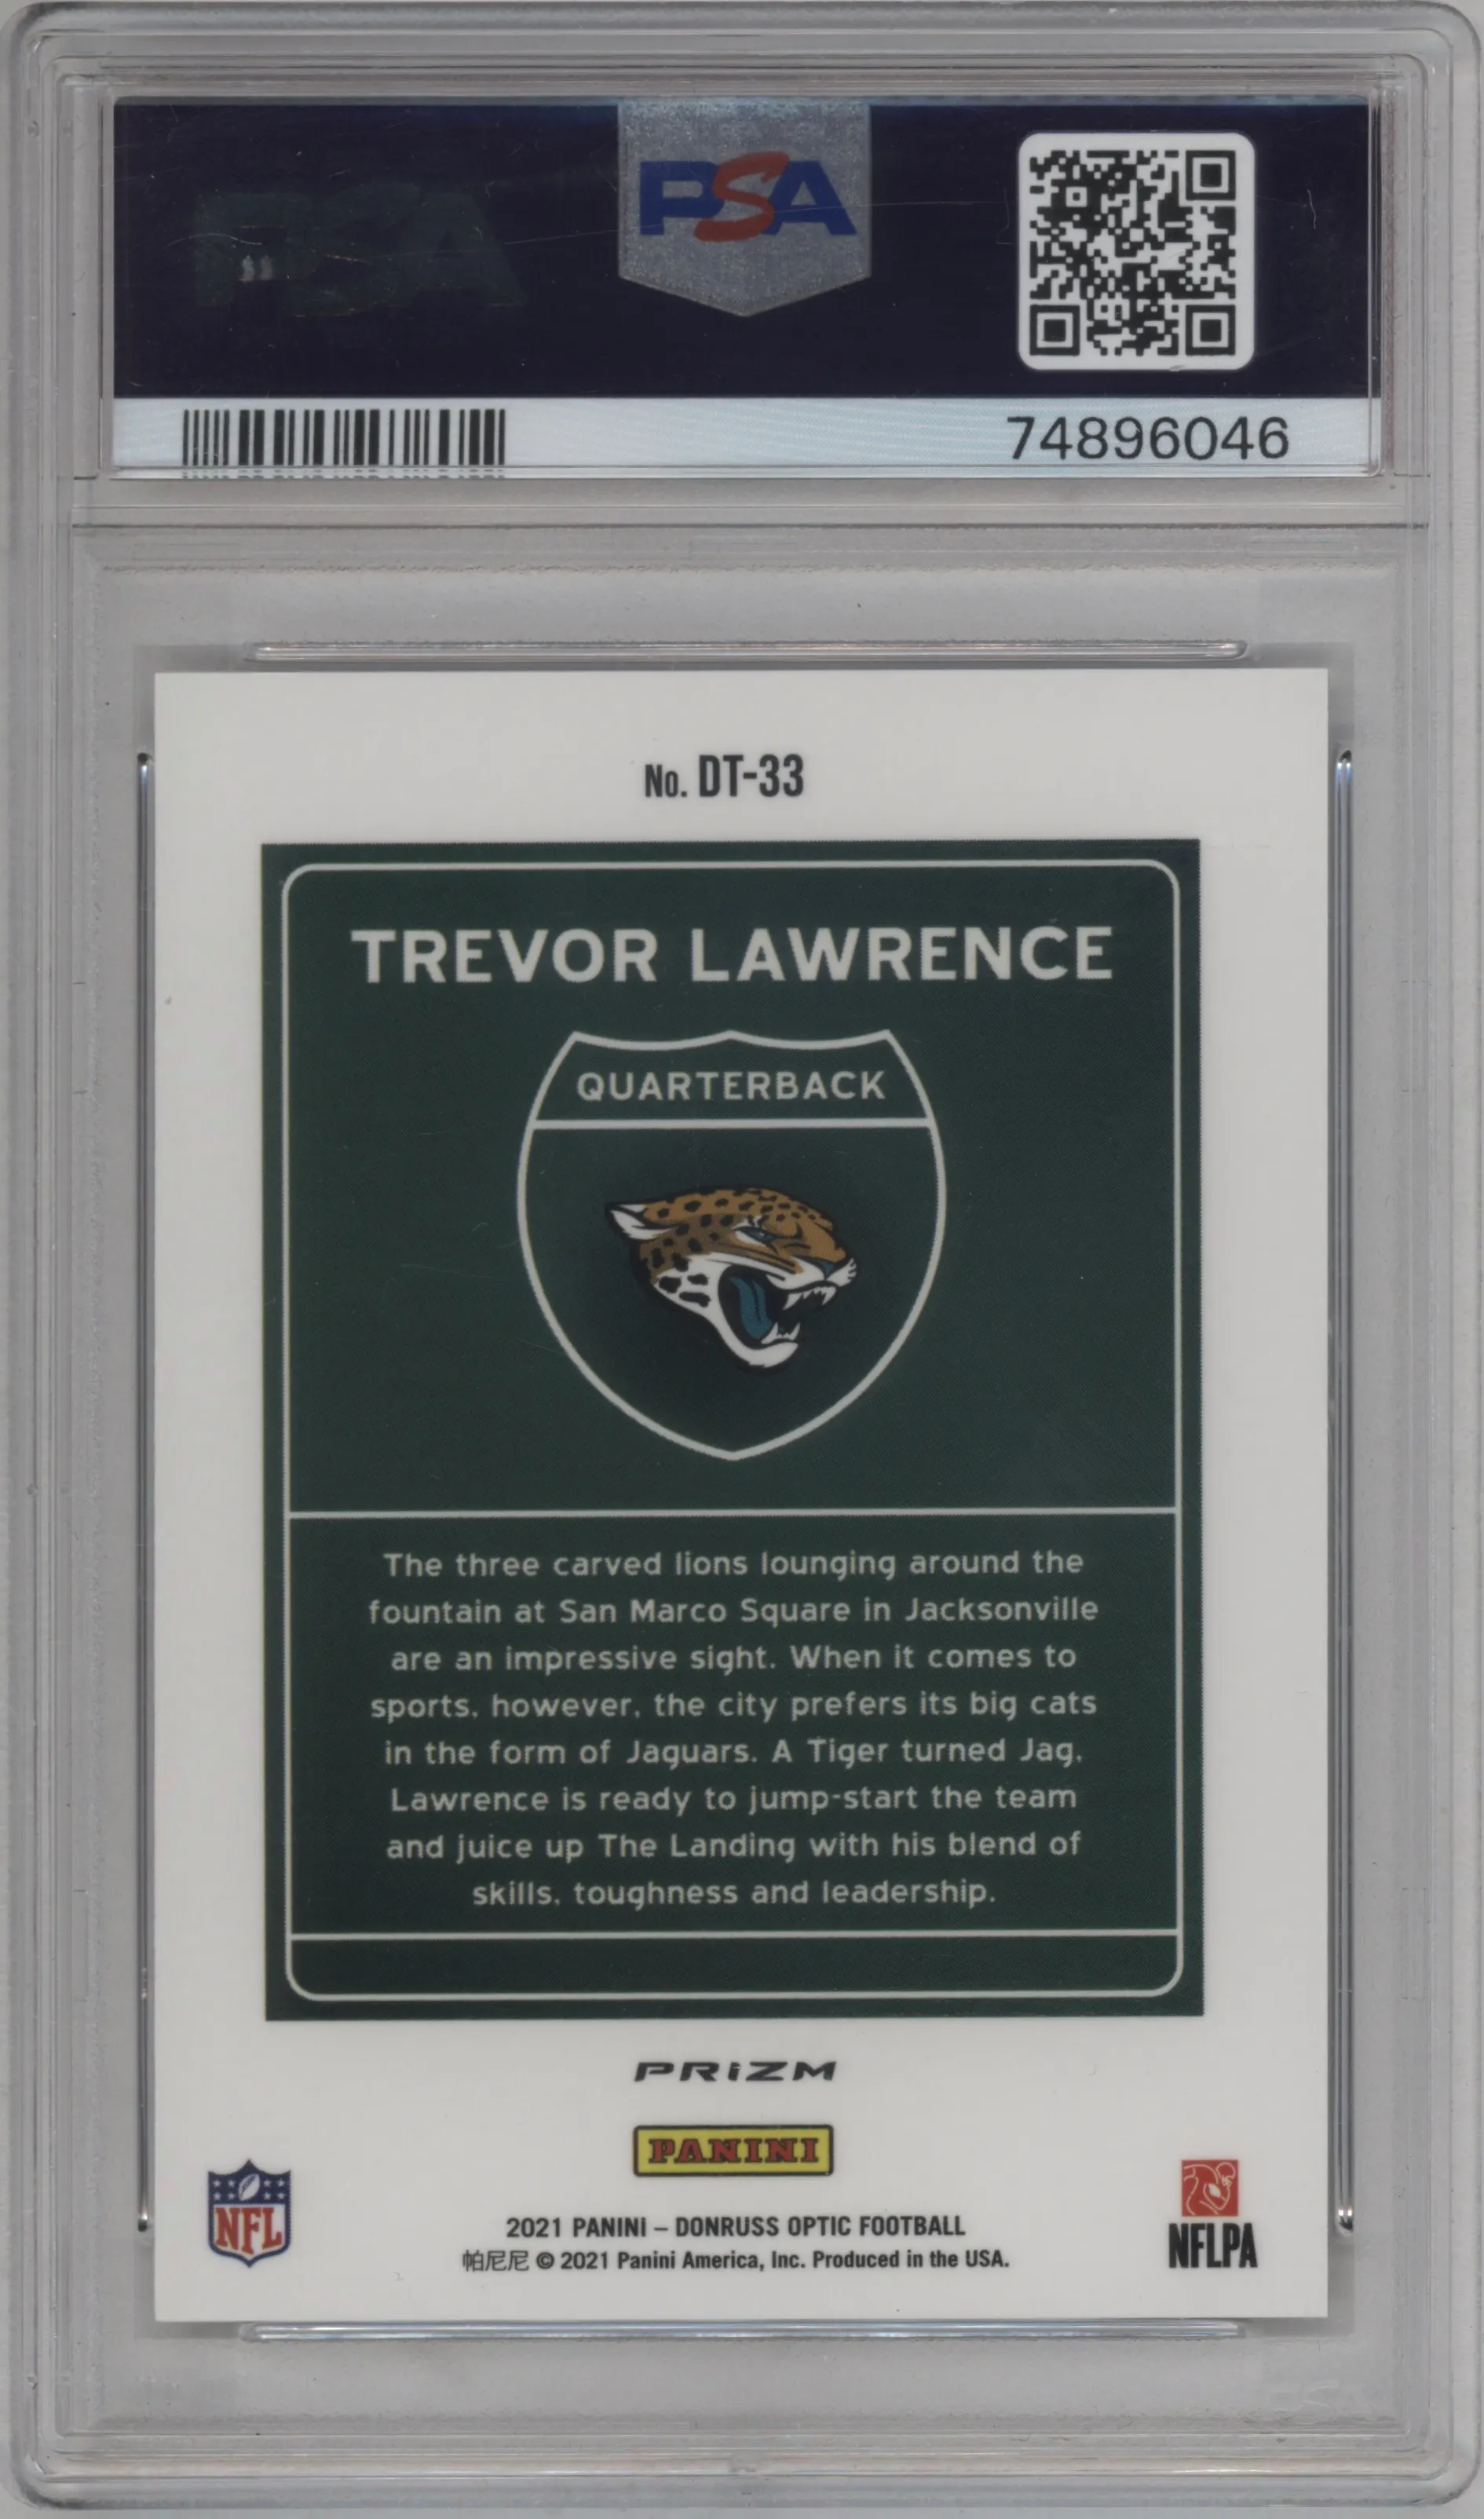 PSA
PSA
74896046
No. DT-33
TREVOR LAWRENCE
QUARTERBACK
The three carved lions lounging around the
fountain at San Marco Square in Jacksonville
are an impressive sight. When it comes to
sports, however, the city prefers its big cats
in the form of Jaguars. A Tiger turned Jag,
Lawrence is ready to jump-start the team
and juice up The Landing with his blend of
skills, toughness and leadership.
PRIZM
PANINI
NFL
NFLPA
2021 PANINI – DONRUSS OPTIC FOOTBALL
帕尼尼 © 2021 Panini America, Inc. Produced in the USA.